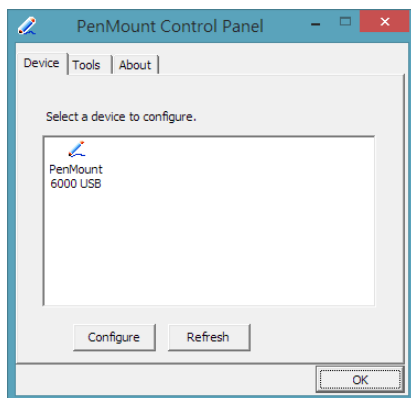 PenMount Control Panel
Device Tools About
Select a device to configure.
PenMount
6000 USB
Configure Refresh
OK